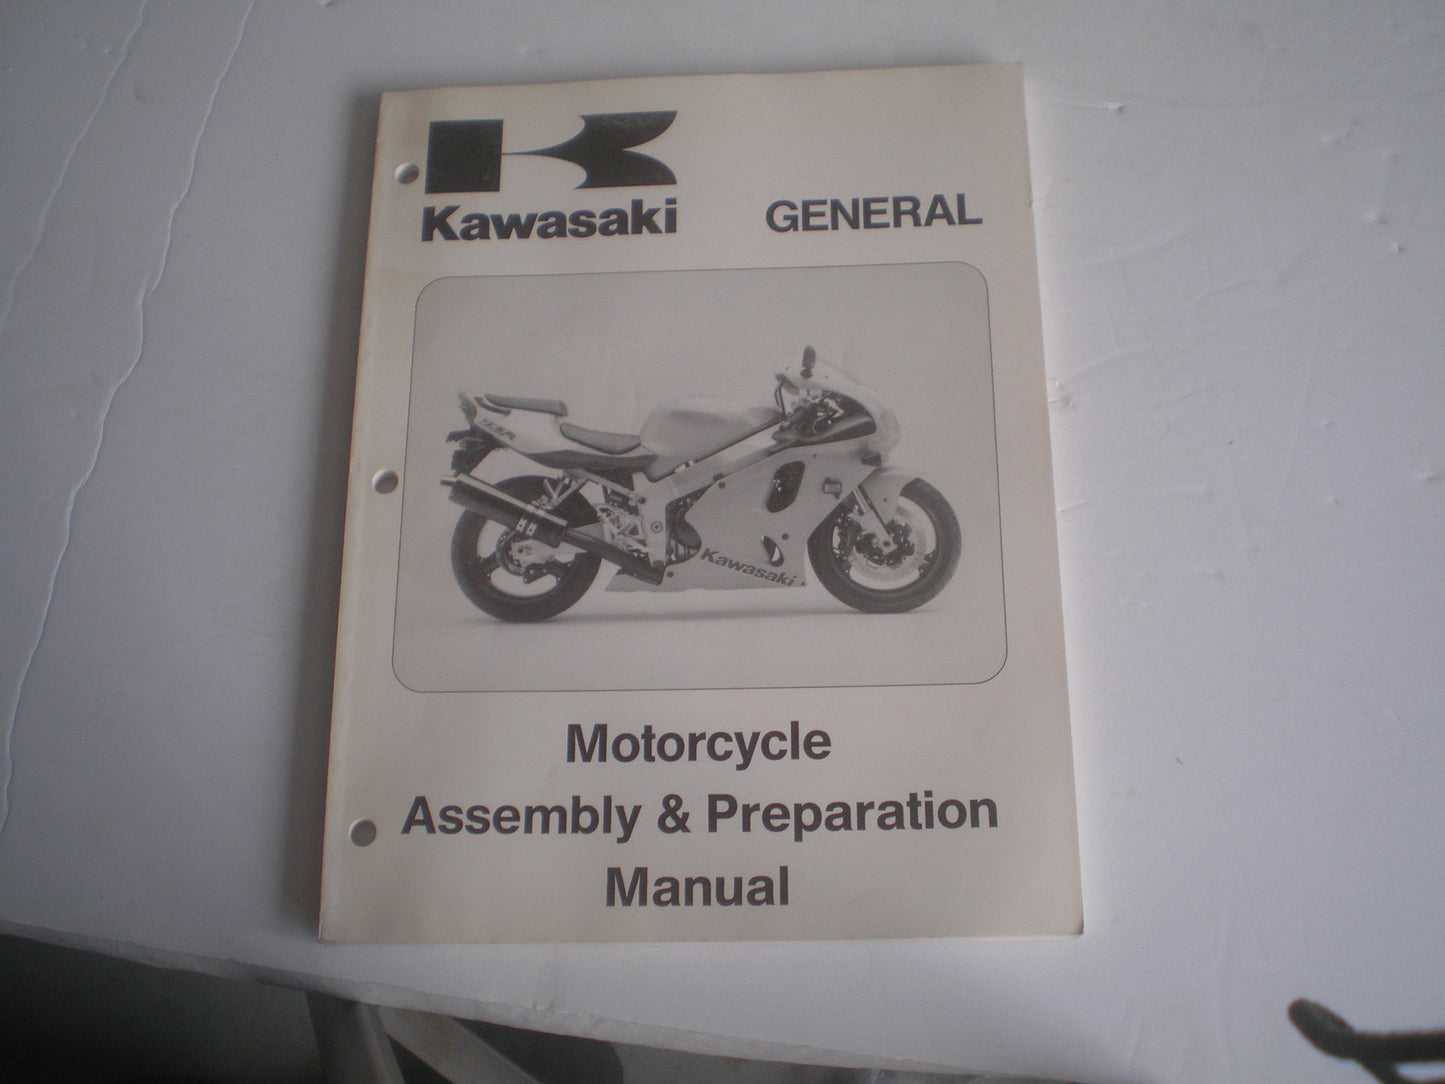 Kawasaki
GENERAL
Kawasaki
Motorcycle
Assembly & Preparation
Manual